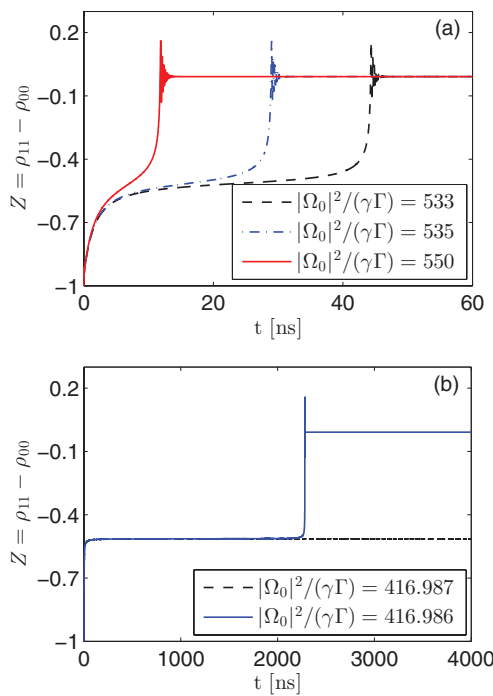 (a)
0.2
−0.1
−0.4
−0.7
−1
Z = ρ11 − ρ00
|Ω0|²/(γΓ) = 533
|Ω0|²/(γΓ) = 535
|Ω0|²/(γΓ) = 550
0 20 40 60
t [ns]
(b)
0.2
−0.1
−0.4
−0.7
−1
Z = ρ11 − ρ00
|Ω0|²/(γΓ) = 416.987
|Ω0|²/(γΓ) = 416.986
0 1000 2000 3000 4000
t [ns]